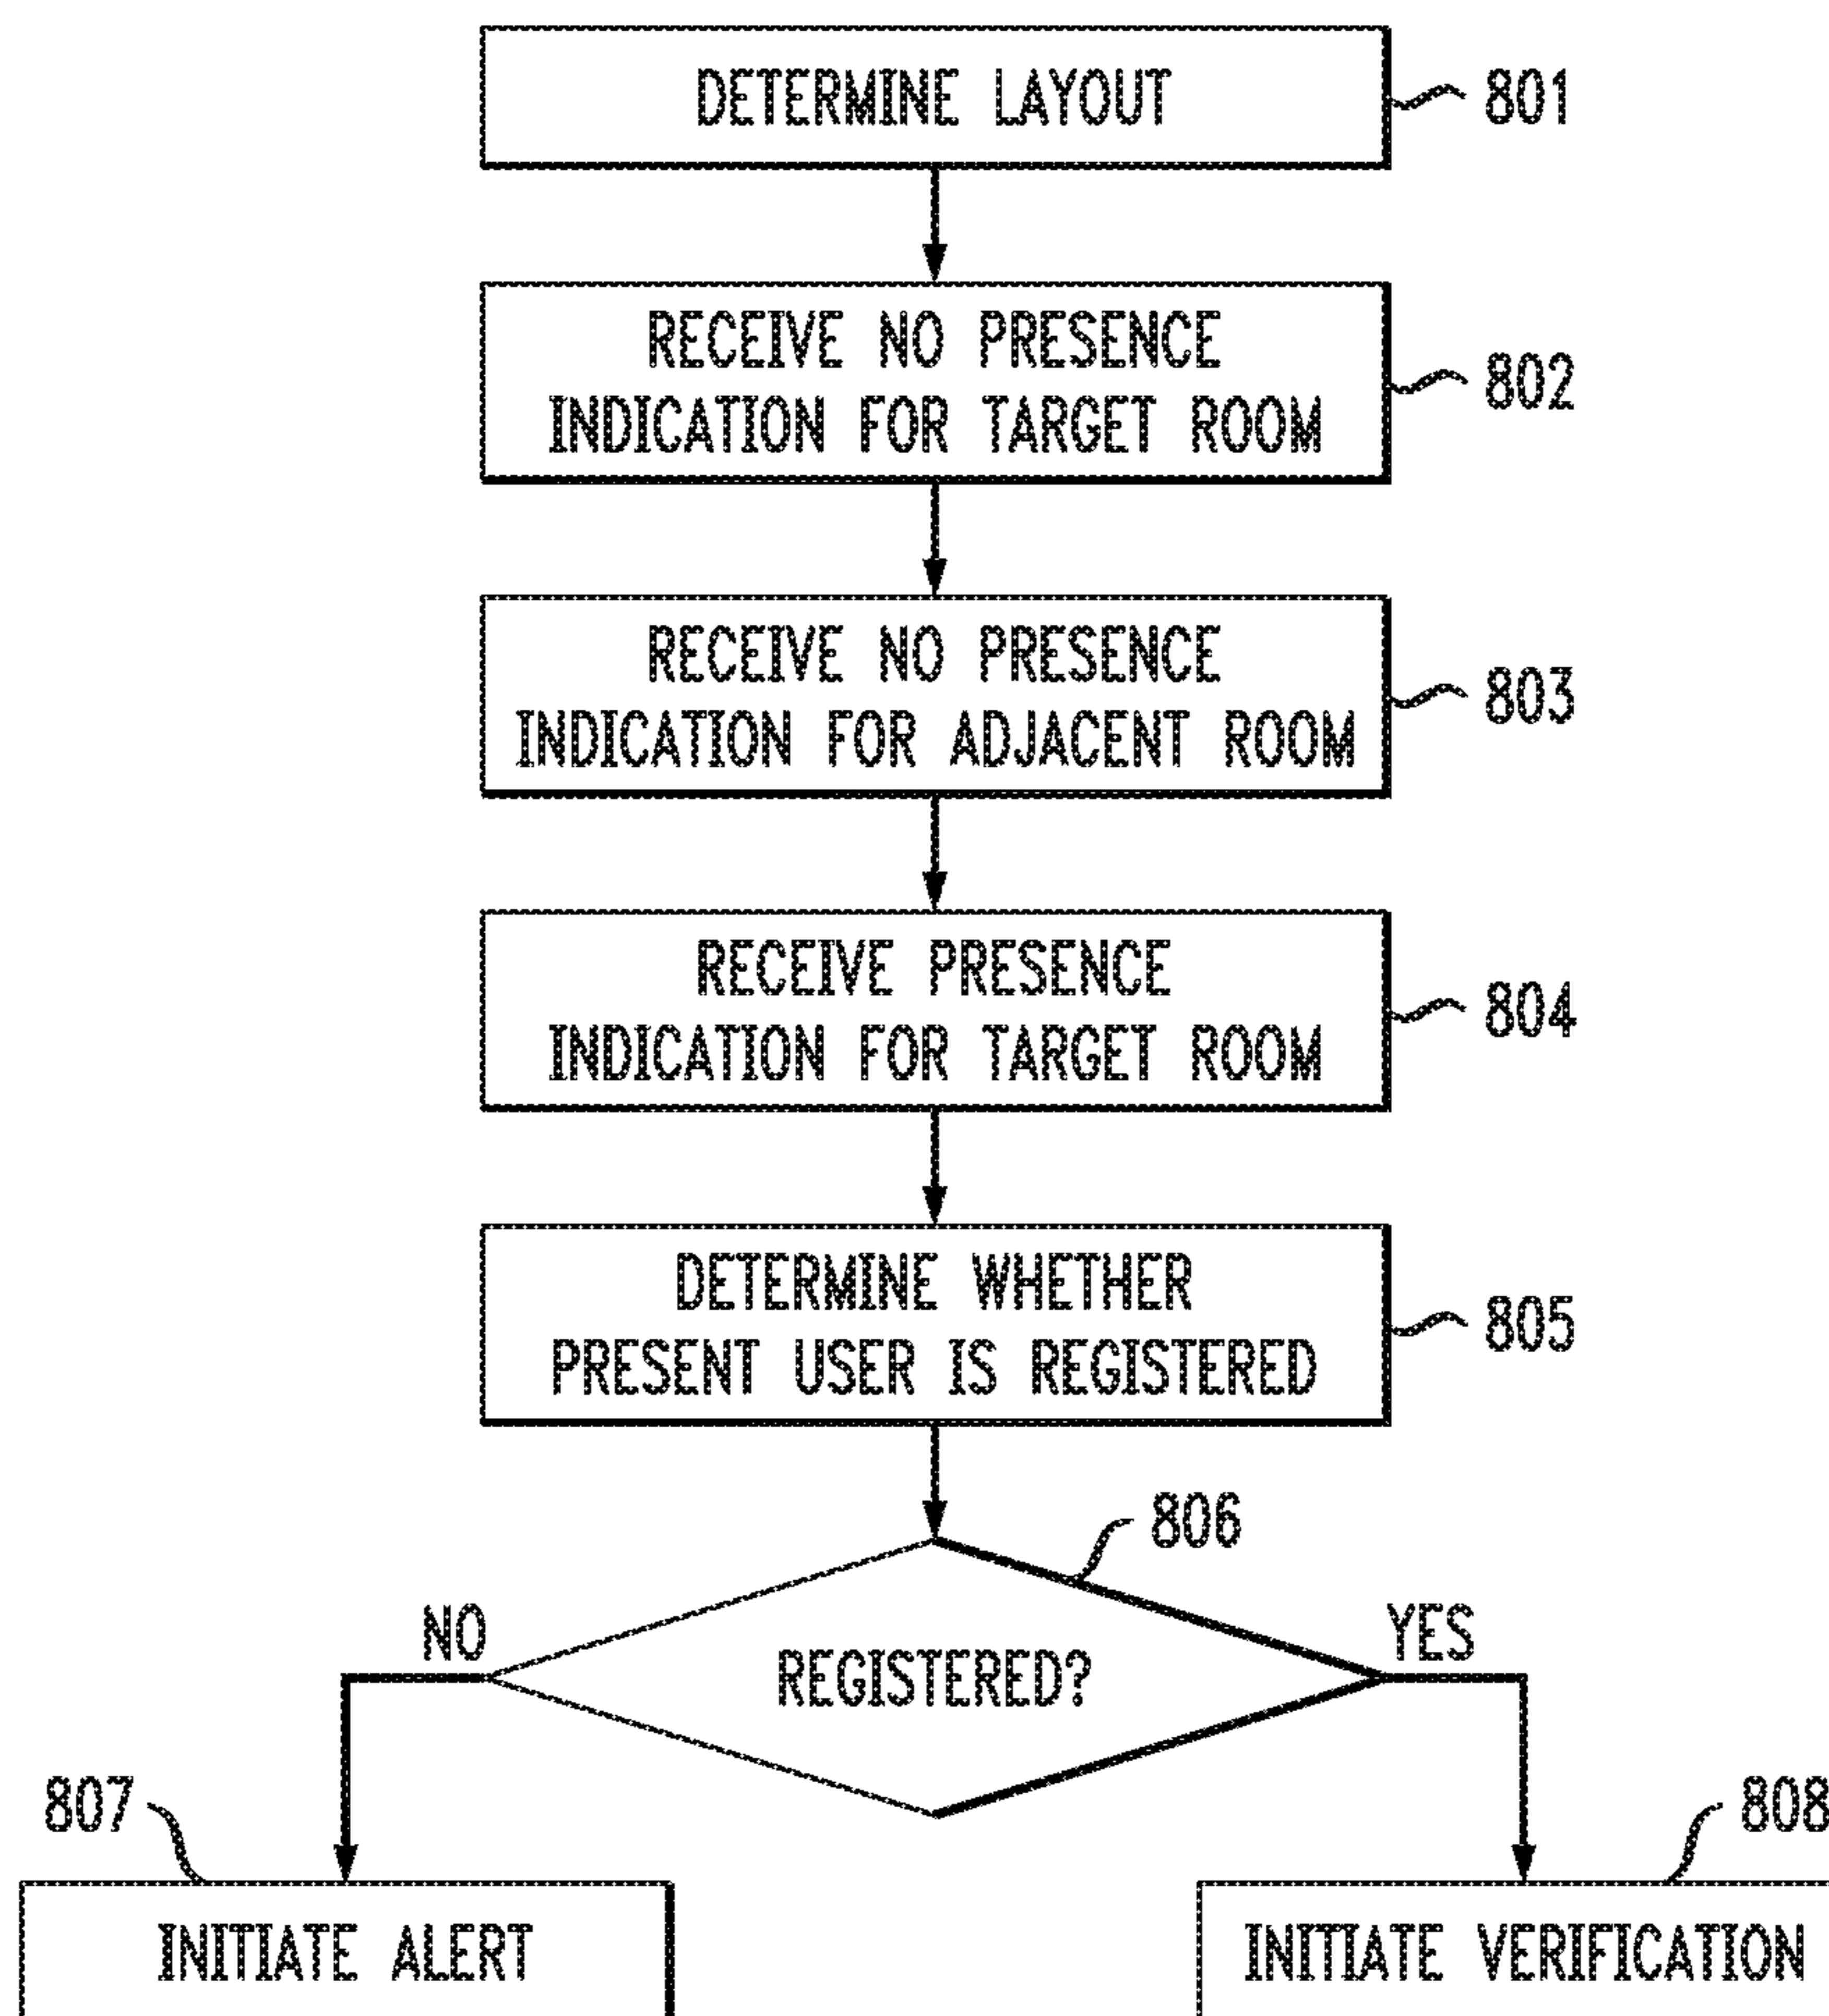 DETERMINE LAYOUT
801
RECEIVE NO PRESENCE
INDICATION FOR TARGET ROOM
802
RECEIVE NO PRESENCE
INDICATION FOR ADJACENT ROOM
803
RECEIVE PRESENCE
INDICATION FOR TARGET ROOM
804
DETERMINE WHETHER
PRESENT USER IS REGISTERED
805
806
NO
REGISTERED?
YES
807
INITIATE ALERT
808
INITIATE VERIFICATION